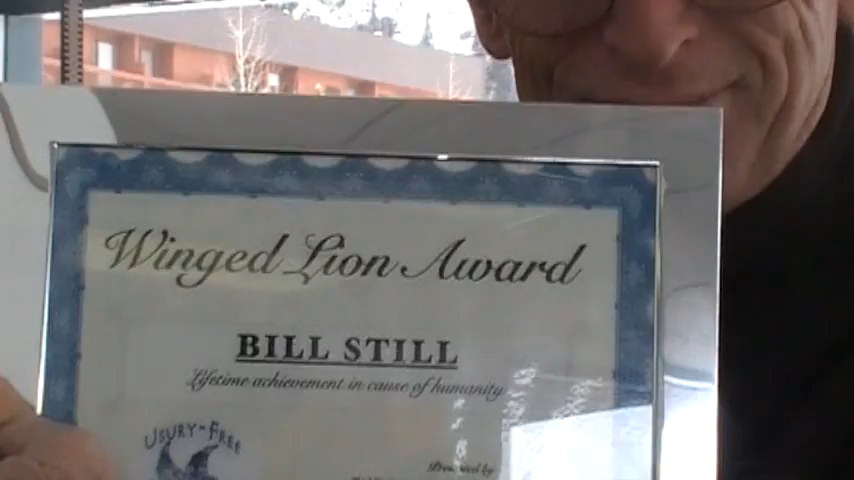 Winged Lion Award
BILL STILL
Lifetime achievement in cause of humanity
USURY-FREE
Presented by